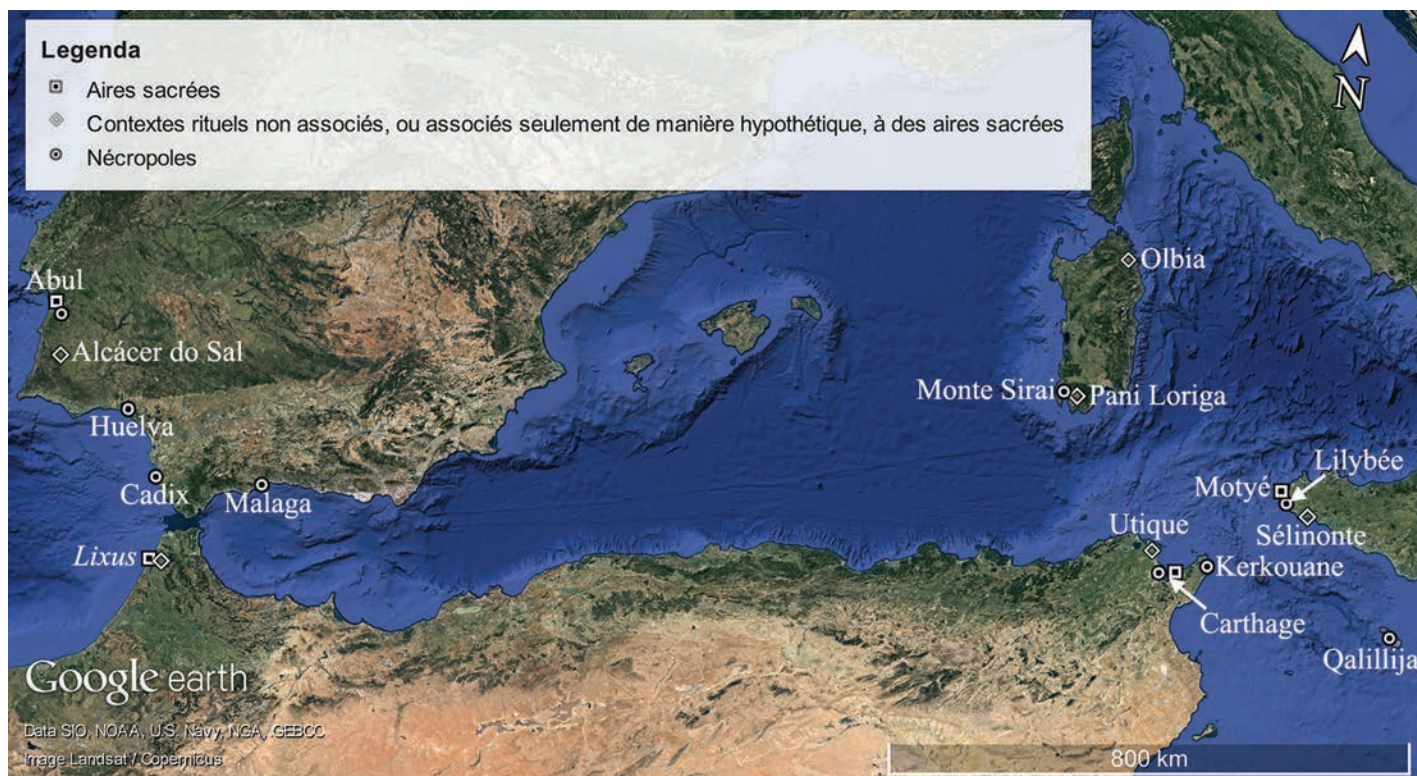 Legenda
Aires sacrées
Contextes rituels non associés, ou associés seulement de manière hypothétique, à des aires sacrées
Nécropoles
N
Olbia
Abul
Alcácer do Sal
Monte Sirai
Pani Loriga
Huelva
Lilybée
Cadix
Malaga
Motyé
Utique
Sélinonte
Lixus
Kerkouane
Carthage
Qalillija
Google earth
Data SIO, NOAA, U.S. Navy, NGA, GEBCO
Image Landsat / Copernicus
800 km